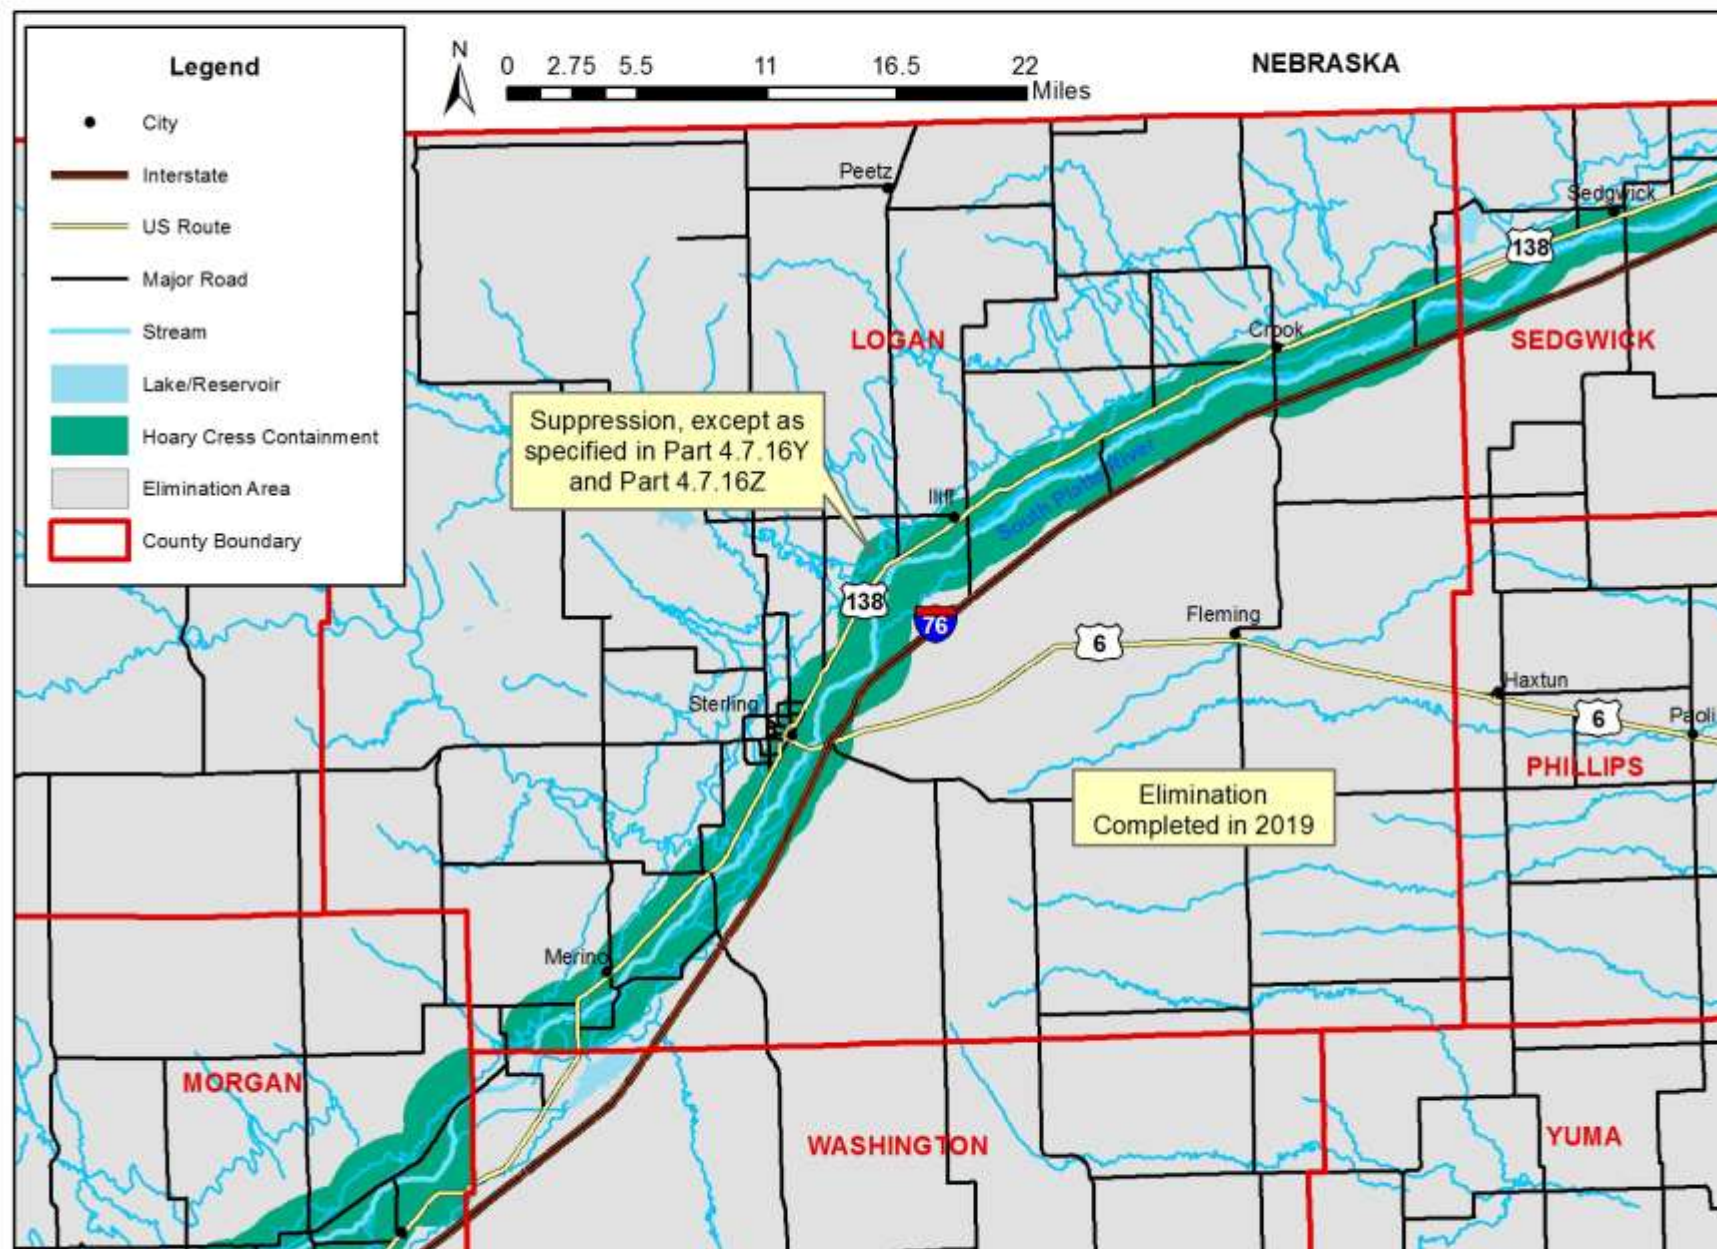 Legend
City
Interstate
US Route
Major Road
Stream
Lake/Reservoir
Hoary Cress Containment
Elimination Area
County Boundary
N
0 2.75 5.5 11 16.5 22
Miles
NEBRASKA
Peetz
Sedgwick
138
LOGAN
Crook
SEDGWICK
Suppression, except as
specified in Part 4.7.16Y
and Part 4.7.16Z
Iliff
South Platte River
138
76
Fleming
6
Haxtun
Sterling
6
Paoli
PHILLIPS
Elimination
Completed in 2019
Merino
MORGAN
WASHINGTON
YUMA